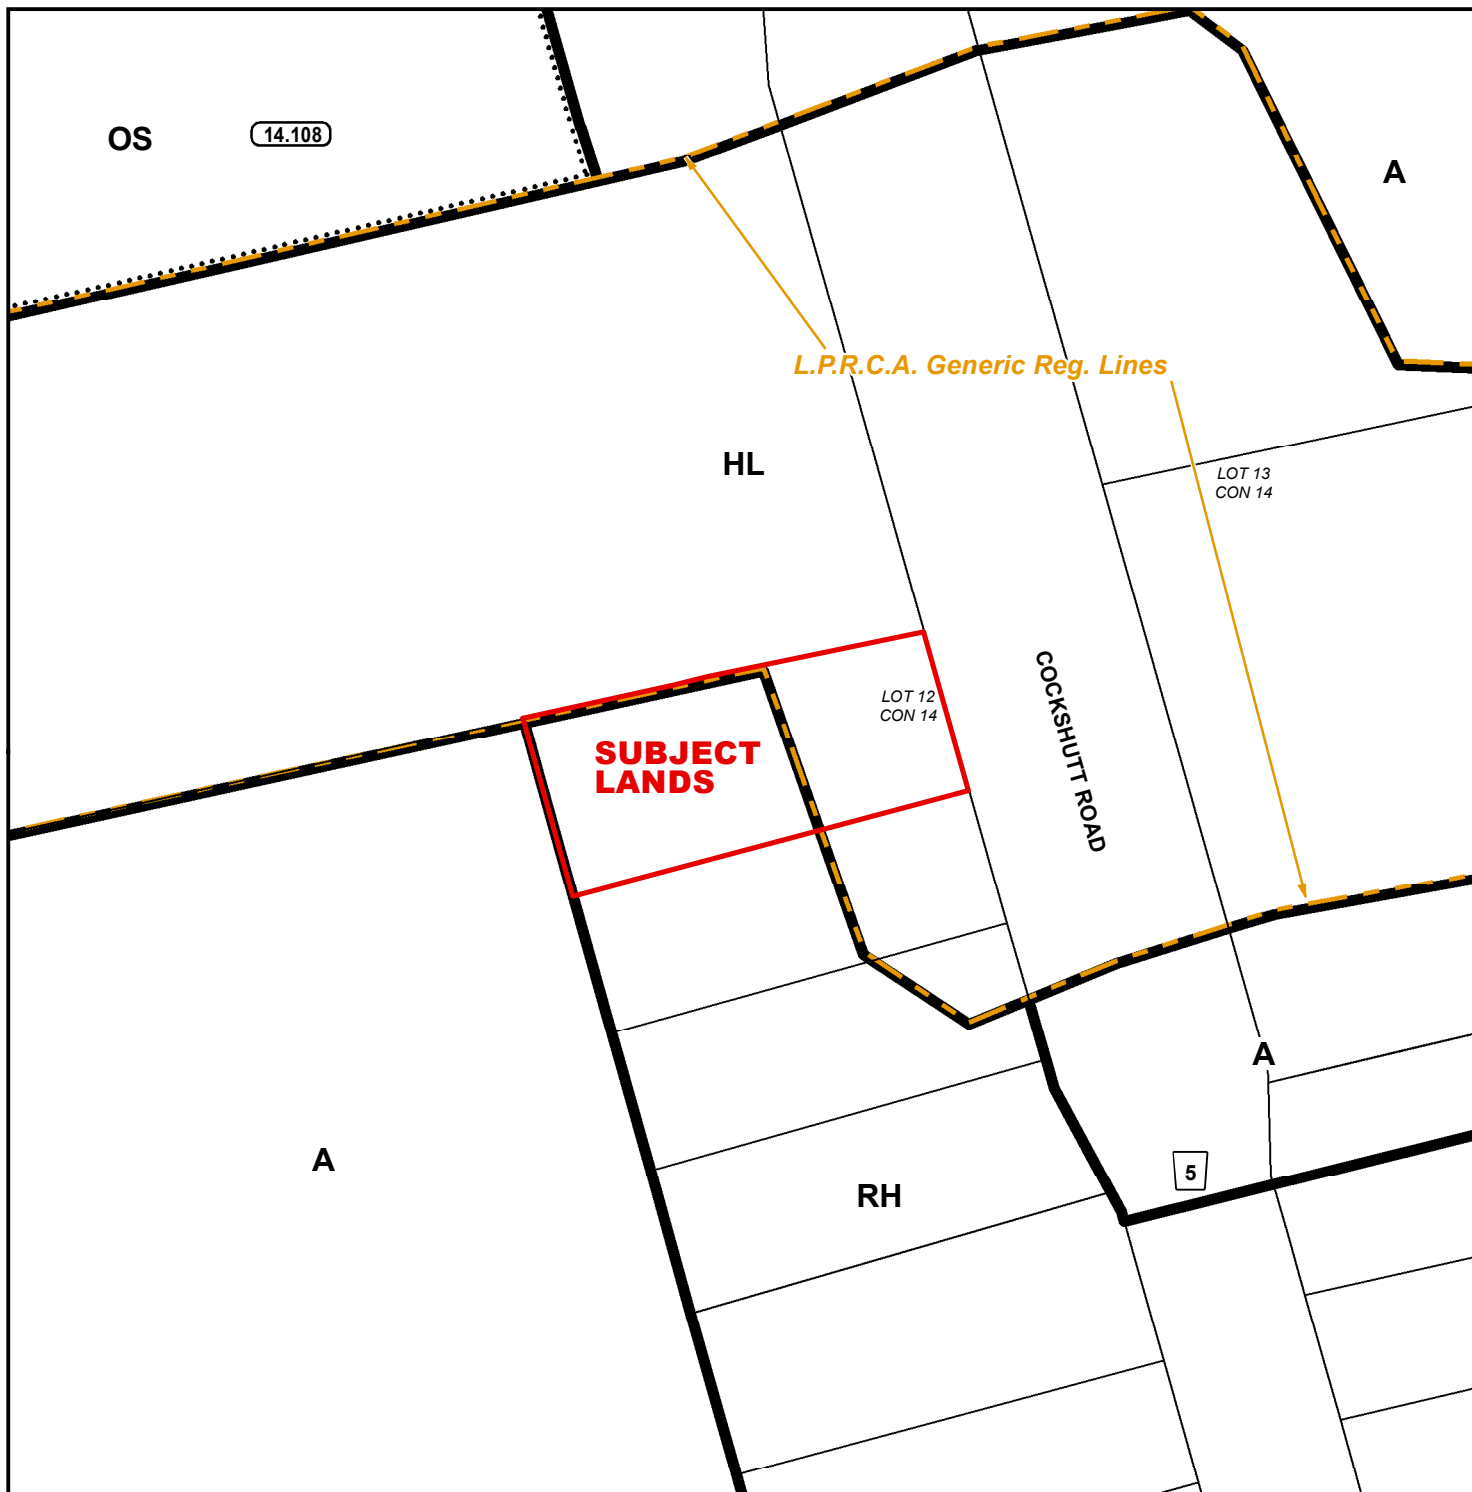 OS
14.108
A
L.P.R.C.A. Generic Reg. Lines
HL
LOT 13
CON 14
COCKSHUTT ROAD
LOT 12
CON 14
SUBJECT
LANDS
A
A
5
RH